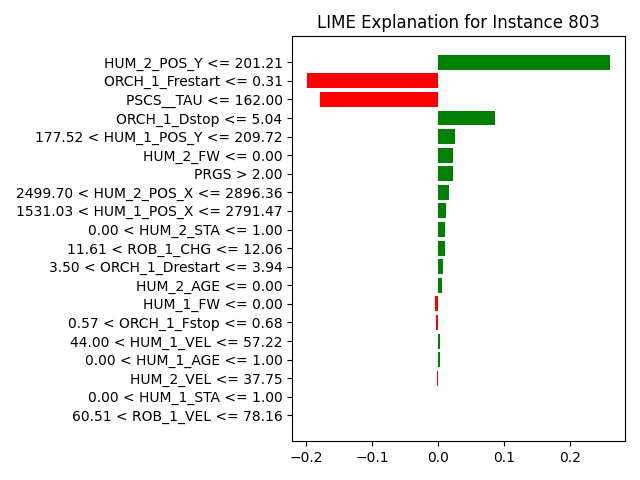 LIME Explanation for Instance 803
HUM_2_POS_Y <= 201.21
ORCH_1_Frestart <= 0.31
PSCS__TAU <= 162.00
ORCH_1_Dstop <= 5.04
177.52 < HUM_1_POS_Y <= 209.72
HUM_2_FW <= 0.00
PRGS > 2.00
2499.70 < HUM_2_POS_X <= 2896.36
1531.03 < HUM_1_POS_X <= 2791.47
0.00 < HUM_2_STA <= 1.00
11.61 < ROB_1_CHG <= 12.06
3.50 < ORCH_1_Drestart <= 3.94
HUM_2_AGE <= 0.00
HUM_1_FW <= 0.00
0.57 < ORCH_1_Fstop <= 0.68
44.00 < HUM_1_VEL <= 57.22
0.00 < HUM_1_AGE <= 1.00
HUM_2_VEL <= 37.75
0.00 < HUM_1_STA <= 1.00
60.51 < ROB_1_VEL <= 78.16
−0.2 −0.1 0.0 0.1 0.2